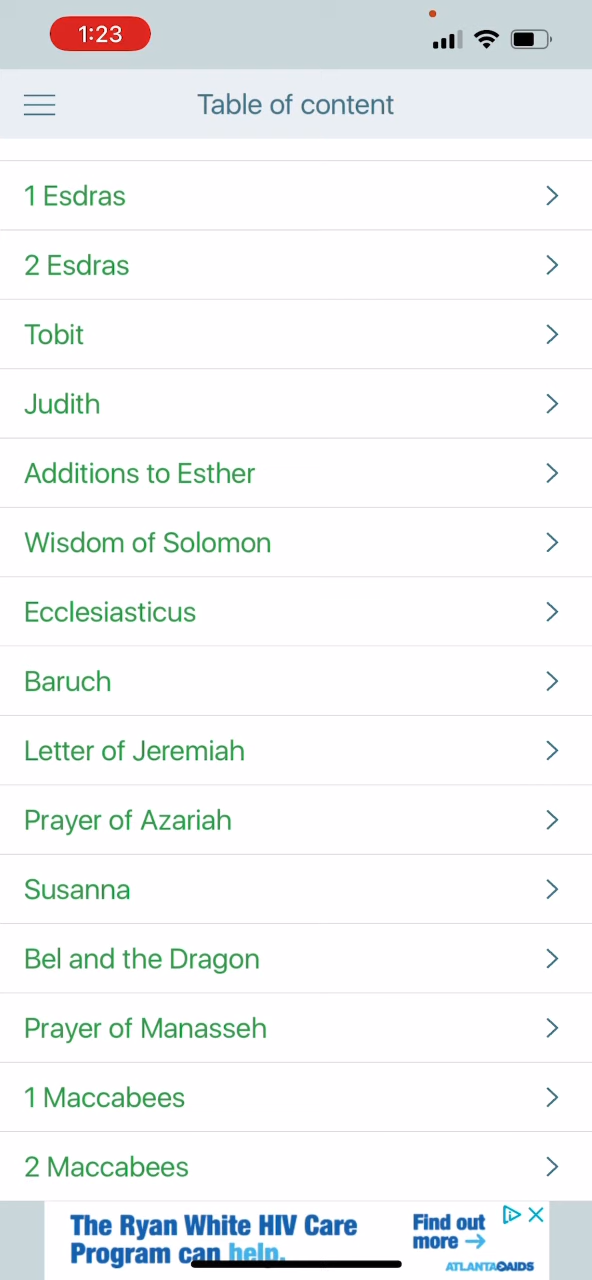 1:23
Table of content
1 Esdras
2 Esdras
Tobit
Judith
Additions to Esther
Wisdom of Solomon
Ecclesiasticus
Baruch
Letter of Jeremiah
Prayer of Azariah
Susanna
Bel and the Dragon
Prayer of Manasseh
1 Maccabees
2 Maccabees
The Ryan White HIV Care
Program can help.
Find out
more →
ATLANTA AIDS